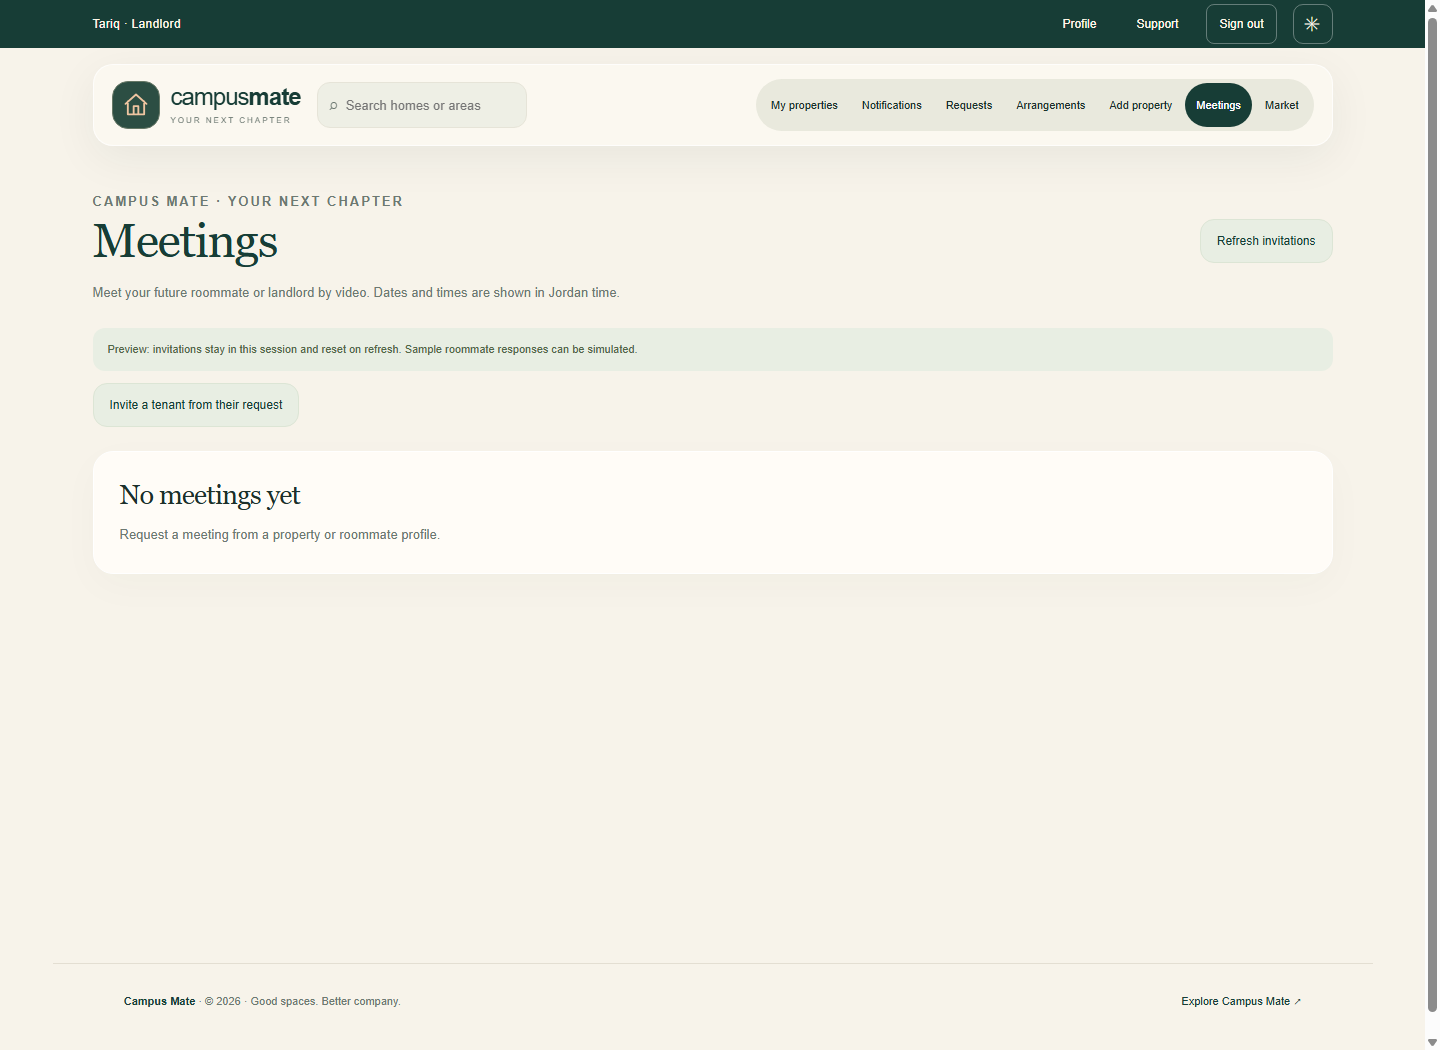 Tariq · Landlord
Profile
Support
Sign out
campusmate
YOUR NEXT CHAPTER
Search homes or areas
My properties
Notifications
Requests
Arrangements
Add property
Meetings
Market
CAMPUS MATE · YOUR NEXT CHAPTER
Meetings
Refresh invitations
Meet your future roommate or landlord by video. Dates and times are shown in Jordan time.
Preview: invitations stay in this session and reset on refresh. Sample roommate responses can be simulated.
Invite a tenant from their request
No meetings yet
Request a meeting from a property or roommate profile.
Campus Mate · © 2026 · Good spaces. Better company.
Explore Campus Mate ↗